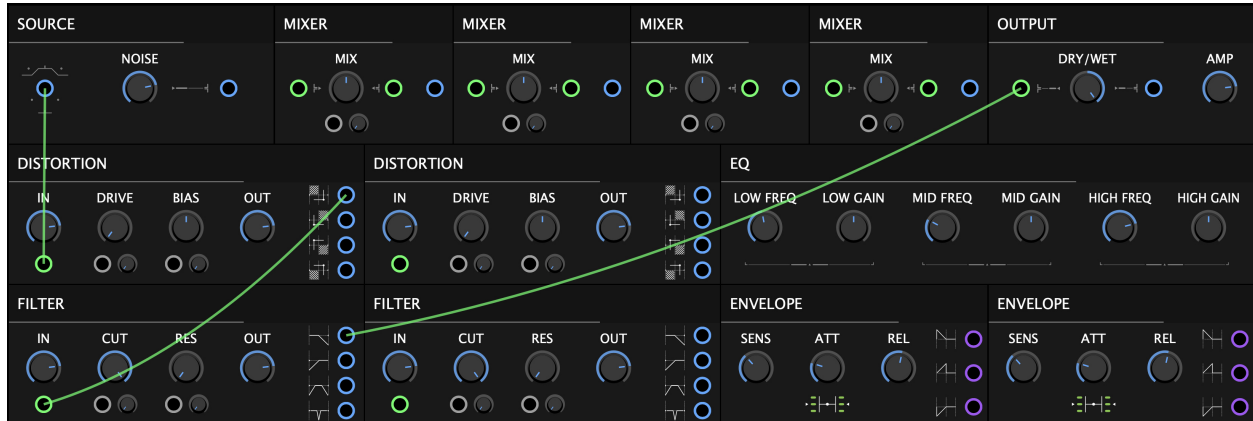 SOURCE MIXER MIXER MIXER MIXER OUTPUT
NOISE MIX MIX MIX MIX DRY/WET AMP
DISTORTION DISTORTION EQ
IN DRIVE BIAS OUT IN DRIVE BIAS OUT LOW FREQ LOW GAIN MID FREQ MID GAIN HIGH FREQ HIGH GAIN
FILTER FILTER ENVELOPE ENVELOPE
IN CUT RES OUT IN CUT RES OUT SENS ATT REL SENS ATT REL